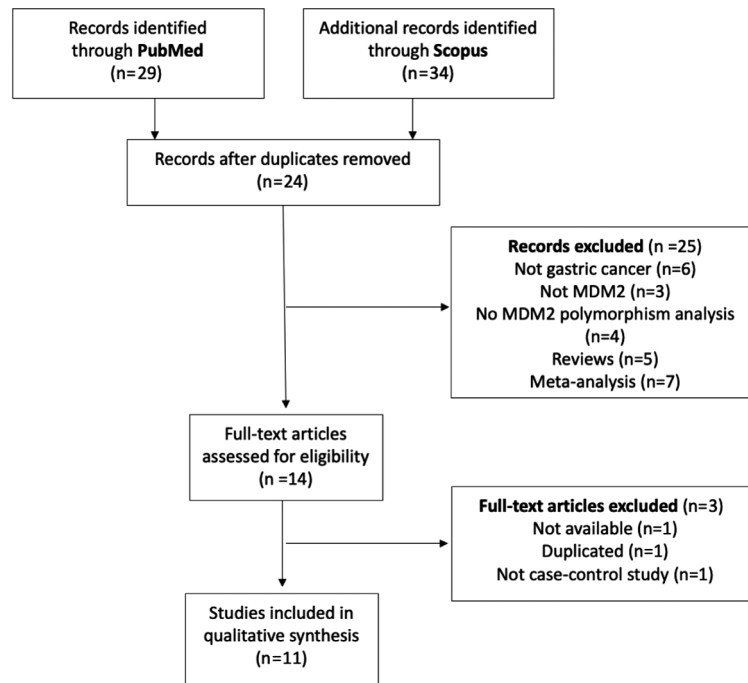 Records identified
through PubMed
(n=29)
Additional records identified
through Scopus
(n=34)
Records after duplicates removed
(n=24)
Records excluded (n =25)
Not gastric cancer (n=6)
Not MDM2 (n=3)
No MDM2 polymorphism analysis
(n=4)
Reviews (n=5)
Meta-analysis (n=7)
Full-text articles
assessed for eligibility
(n =14)
Full-text articles excluded (n=3)
Not available (n=1)
Duplicated (n=1)
Not case-control study (n=1)
Studies included in
qualitative synthesis
(n=11)